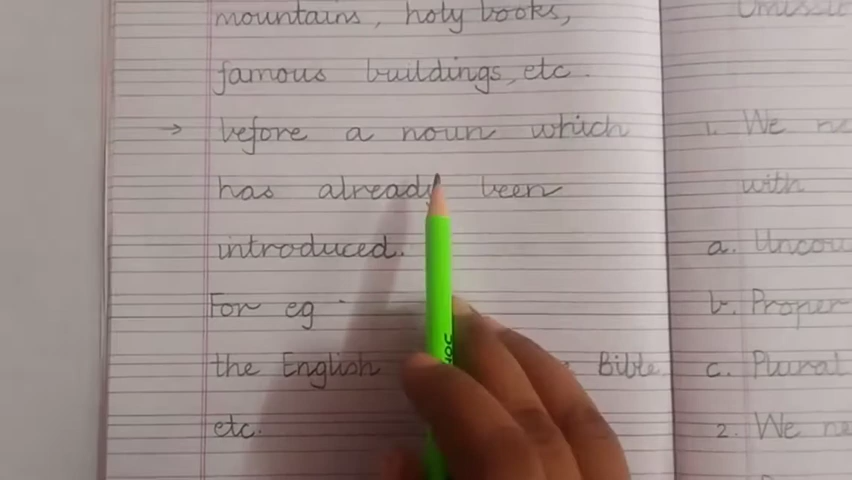 mountains, holy books,
famous buildings, etc.
→ before a noun which
has already been
introduced.
For eg -
the English Bible
etc.
1. We
with
a.
b. Proper
c. Plural
2. We